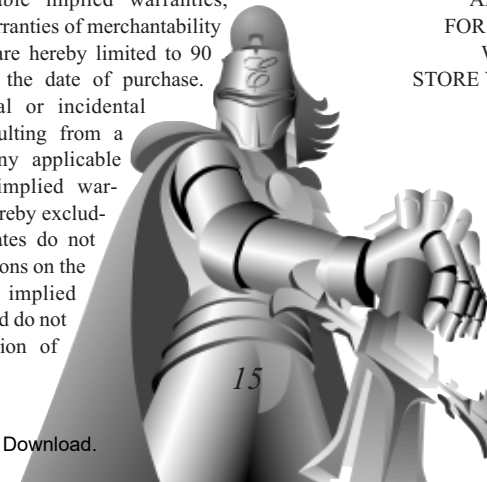 able implied warranties,
rranties of merchantability
are hereby limited to 90
the date of purchase.
al or incidental
ulting from a
ny applicable
implied war-
reby exclud-
ates do not
ons on the
implied
d do not
ion of
A
FOR
STORE
E
15
Download.